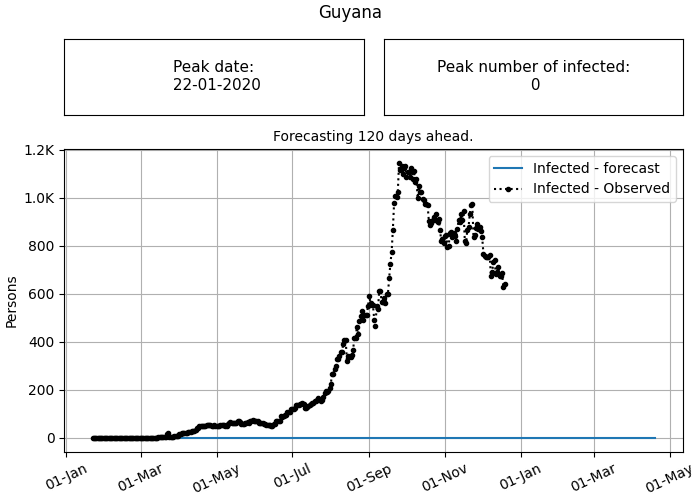 Guyana
Peak date:
22-01-2020
Peak number of infected:
0
Forecasting 120 days ahead.
Infected - forecast
Infected - Observed
Persons
1.2K
1.0K
800
600
400
200
0
01-Jan
01-Mar
01-May
01-Jul
01-Sep
01-Nov
01-Jan
01-Mar
01-May